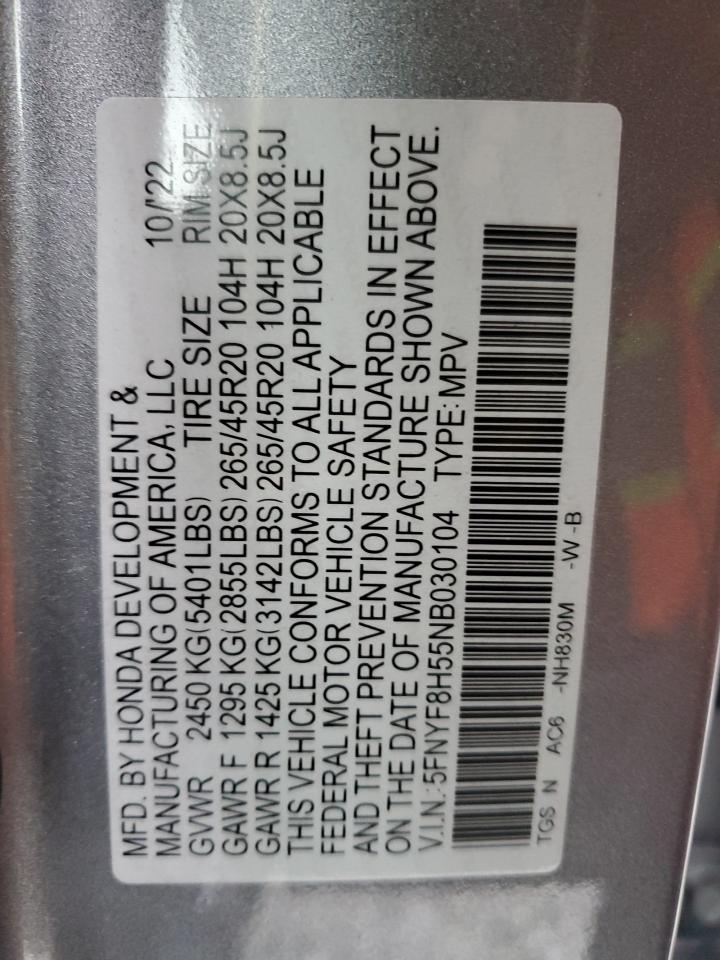 MFD. BY HONDA DEVELOPMENT &
MANUFACTURING OF AMERICA, LLC 10/'22
GVWR 2450 KG(5401LBS) TIRE SIZE RIM SIZE
GAWR F 1295 KG(2855LBS) 265/45R20 104H 20X8.5J
GAWR R 1425 KG(3142LBS) 265/45R20 104H 20X8.5J
THIS VEHICLE CONFORMS TO ALL APPLICABLE
FEDERAL MOTOR VEHICLE SAFETY
AND THEFT PREVENTION STANDARDS IN EFFECT
ON THE DATE OF MANUFACTURE SHOWN ABOVE.
V.I.N.: 5FNYF8H55NB030104 TYPE: MPV
TGS N AC6 -NH830M -W -B